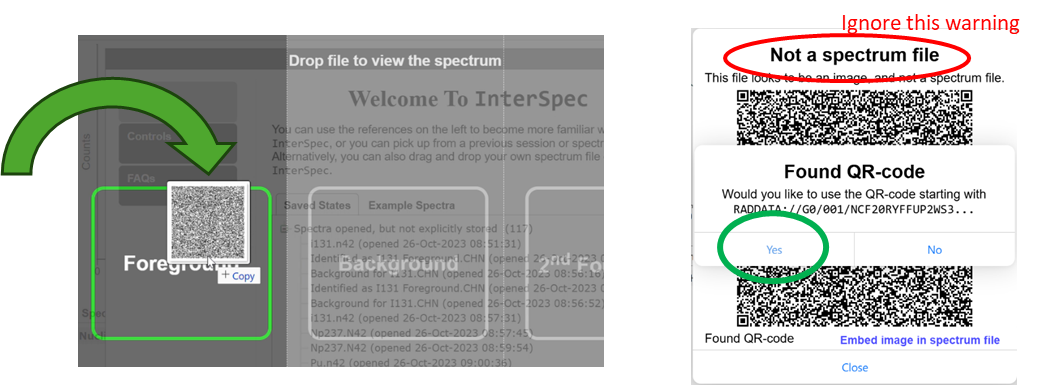 Drop file to view the spectrum
Welcome To InterSpec
You can use the references on the left to become more familiar w
InterSpec, or you can pick up from a previous session or spectr
Alternatively, you can also drag and drop your own spectrum file
InterSpec.
Counts
Controls
FAQs
Saved States
Example Spectra
Spectra opened, but not explicitly stored (117)
I131.n42 (opened 26-Oct-2023 08:51:31)
Identified as I131 Foreground.CHN (opened 26-Oct-2023 08:5
Background for I131.CHN (opened 26-Oct-2023 08:56:5
Identified as I131 Foreground.CHN (opened 26-Oct-2023
Background for I131.CHN (opened 26-Oct-2023 08:56:52)
I131.n42 (opened 26-Oct-2023 08:57:31)
Np237.n42 (opened 26-Oct-2023 08:57:45)
Np237.N42 (opened 26-Oct-2023 08:59:54)
Pu.n42 (opened 26-Oct-2023 09:00:36)
0
Spec
Nucli
Foreground
Background
2nd Fo
+ Copy
Ignore this warning
Not a spectrum file
This file looks to be an image, and not a spectrum file.
Found QR-code
Would you like to use the QR-code starting with
RADDATA://G0/001/NCF20RYFFUP2WS3...
Yes
No
Found QR-code
Embed image in spectrum file
Close